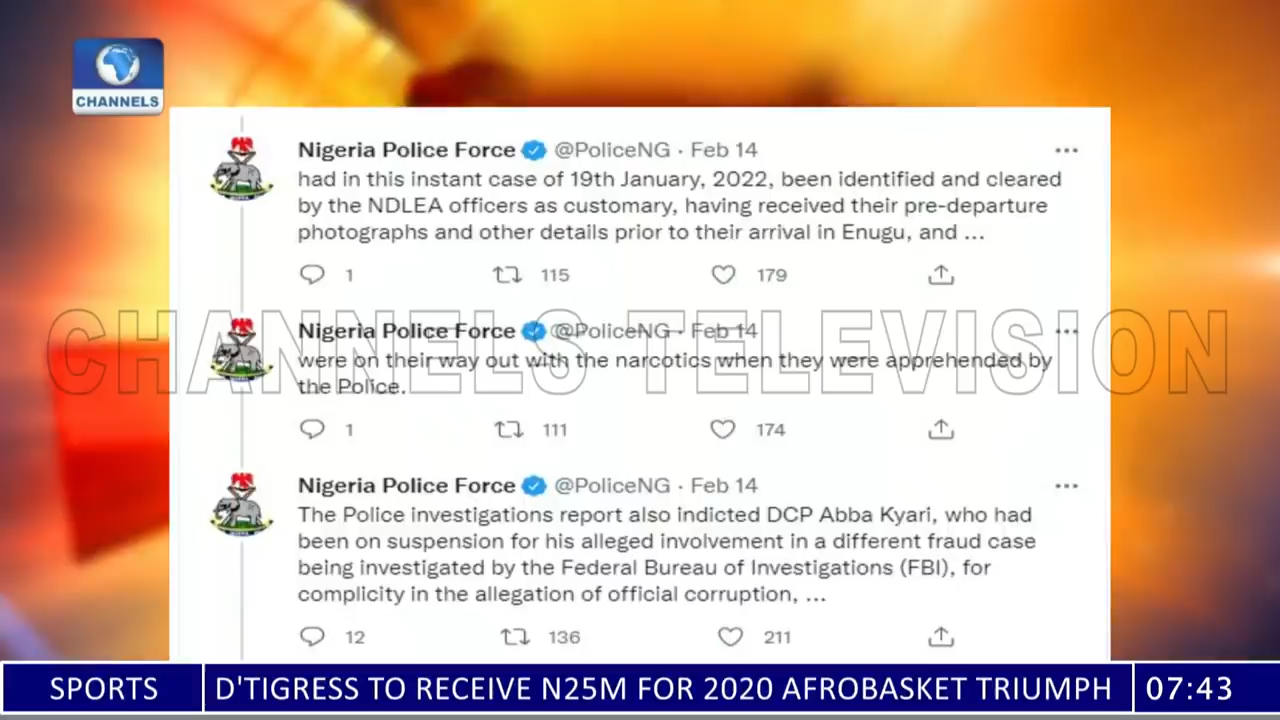 CHANNELS
Nigeria Police Force @PoliceNG · Feb 14
had in this instant case of 19th January, 2022, been identified and cleared
by the NDLEA officers as customary, having received their pre-departure
photographs and other details prior to their arrival in Enugu, and ...
1 115 179
Nigeria Police Force @PoliceNG · Feb 14
were on their way out with the narcotics when they were apprehended by
the Police.
1 111 174
CHANNELS TELEVISION
Nigeria Police Force @PoliceNG · Feb 14
The Police investigations report also indicted DCP Abba Kyari, who had
been on suspension for his alleged involvement in a different fraud case
being investigated by the Federal Bureau of Investigations (FBI), for
complicity in the allegation of official corruption, ...
12 136 211
SPORTS D'TIGRESS TO RECEIVE N25M FOR 2020 AFROBASKET TRIUMPH 07:43